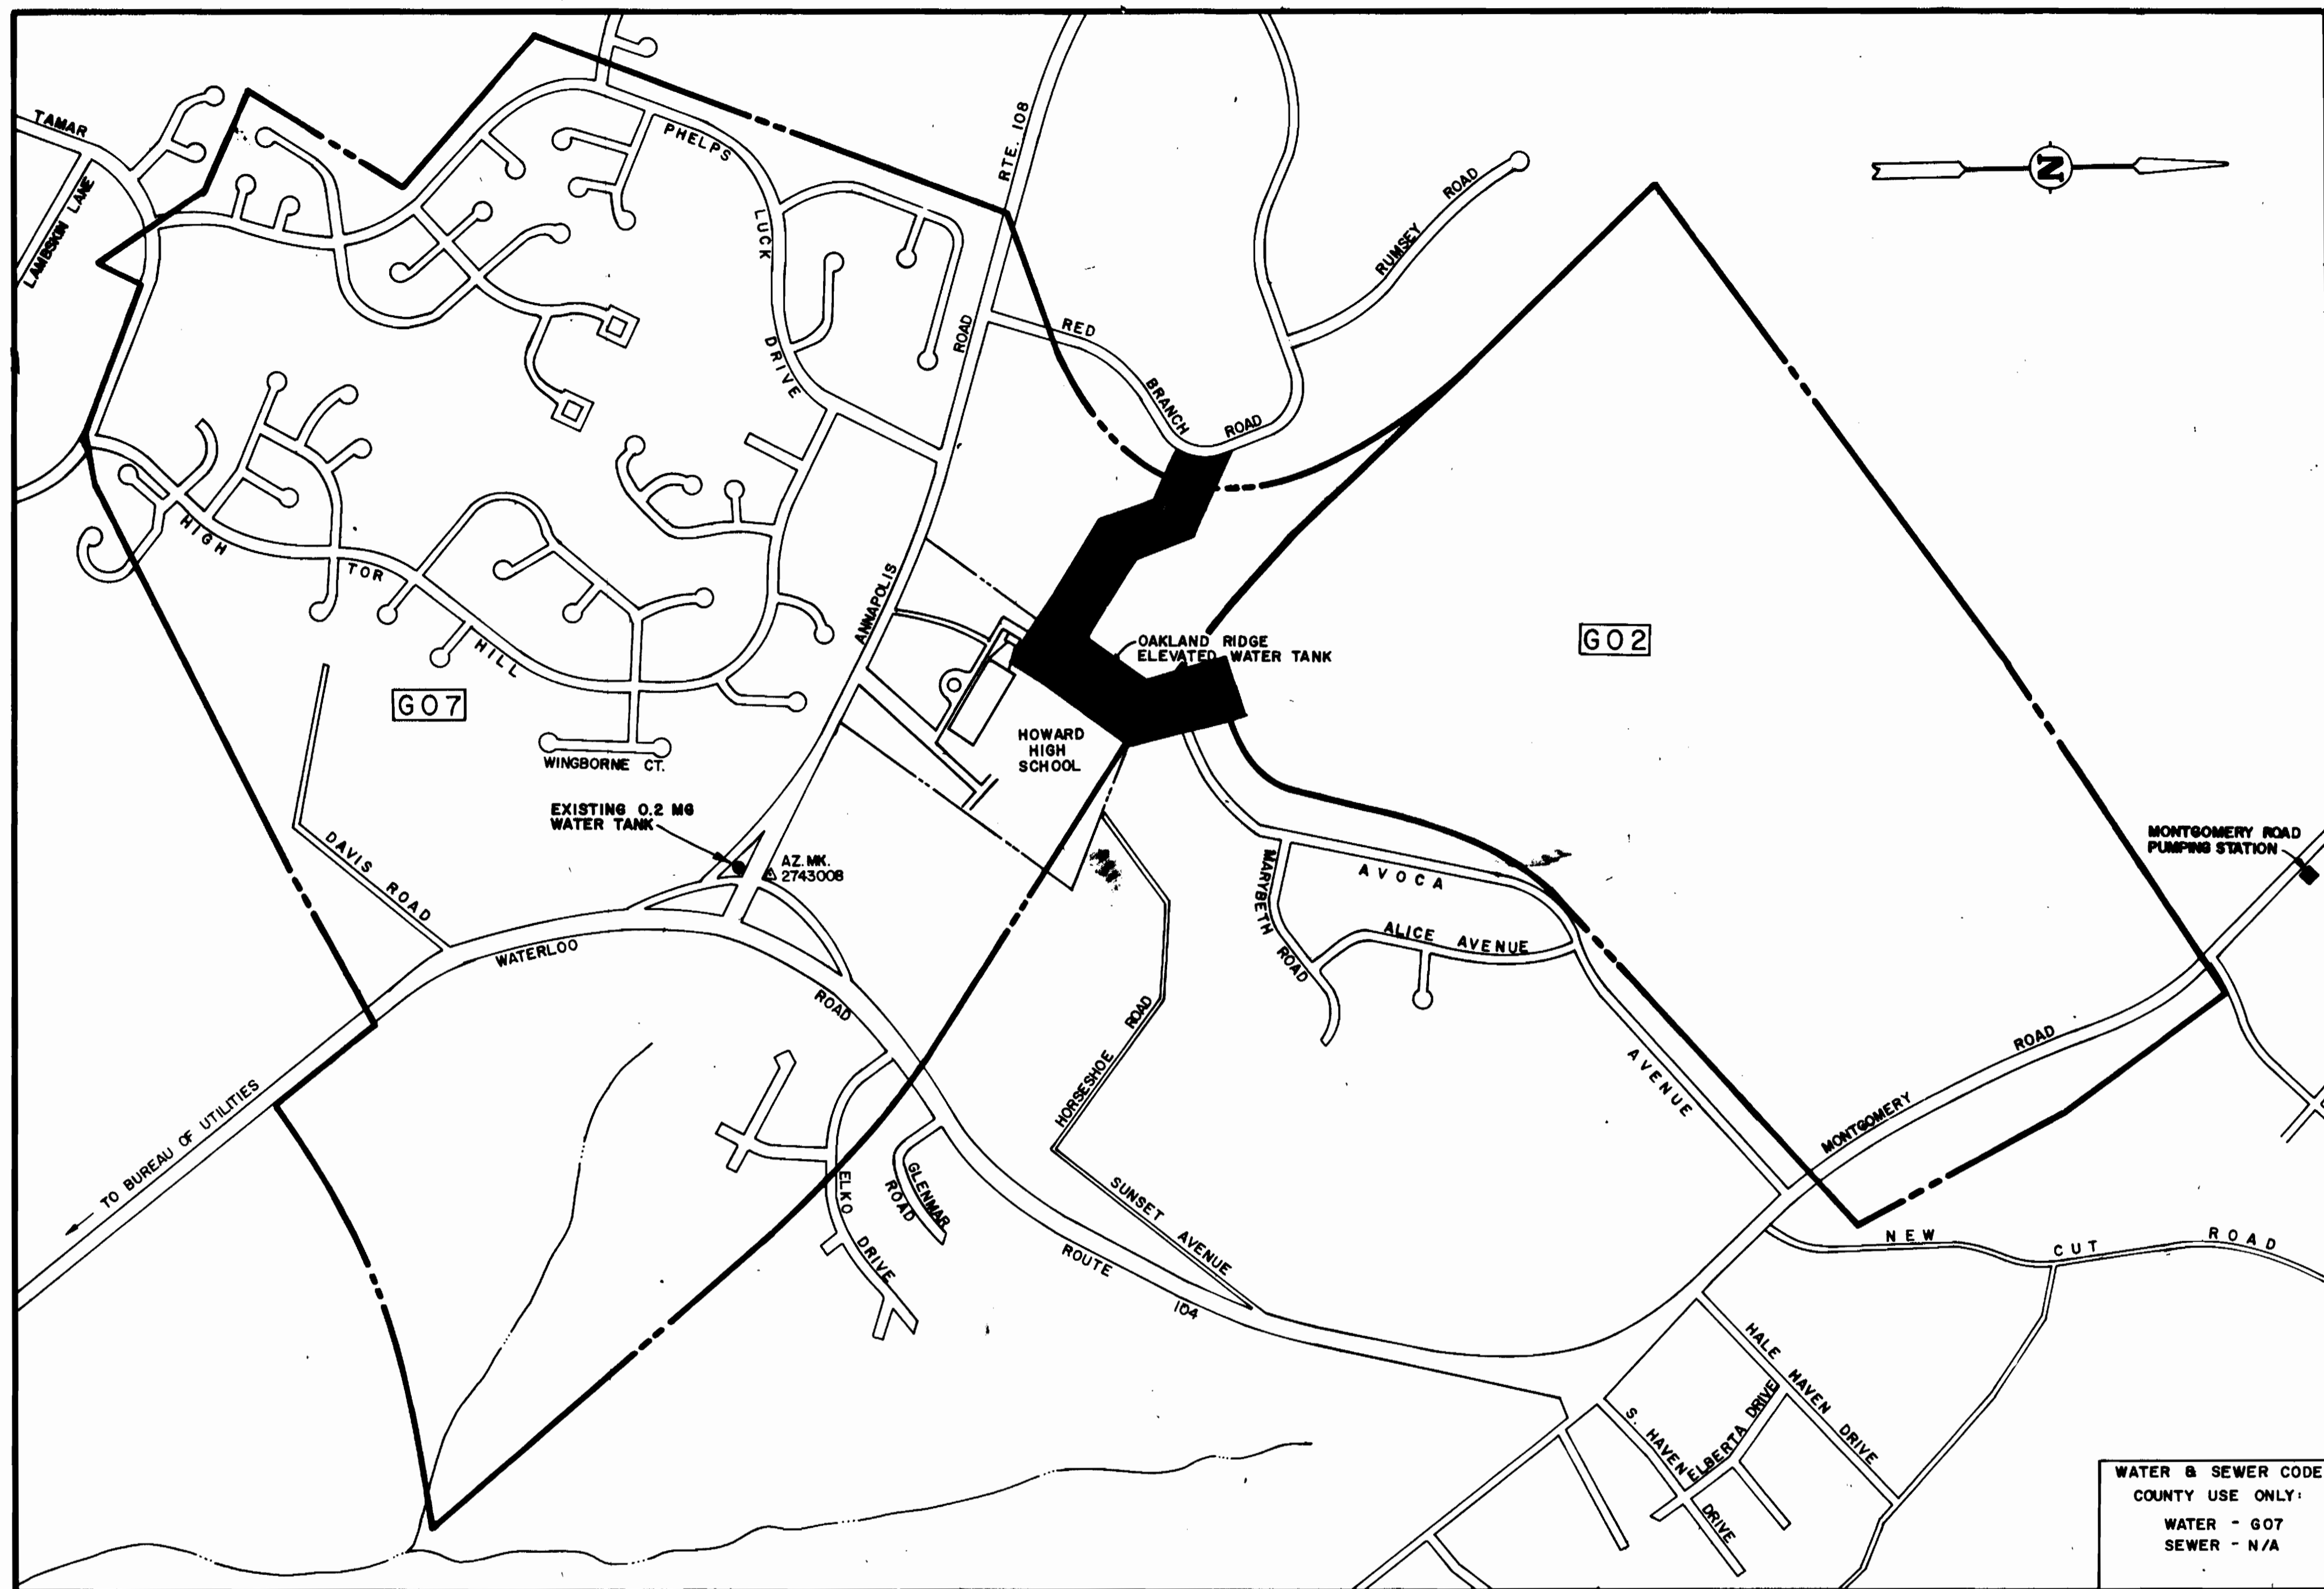 TAMAR
LAMBSKIN LANE
PHELPS
LUCK
DRIVE
RTE. 108
ROAD
RED
BRANCH
ROAD
RUMSEY
ROAD
N
HIGH
TOR
HILL
ANNAPOLIS
OAKLAND RIDGE
ELEVATED WATER TANK
G02
G07
HOWARD
HIGH
SCHOOL
WINGBORNE CT.
EXISTING 0.2 MG
WATER TANK
AZ. MK.
2743008
DAVIS ROAD
MARYBETH ROAD
AVOCA
ALICE AVENUE
MONTGOMERY ROAD
PUMPING STATION
WATERLOO
ROAD
HORSESHOE ROAD
AVENUE
MONTGOMERY
ROAD
TO BUREAU OF UTILITIES
ELKO
DRIVE
GLENMAR
ROAD
SUNSET AVENUE
ROUTE
104
NEW CUT ROAD
HALE HAVEN DRIVE
S. HAVEN
DRIVE
ELBERTA DRIVE
WATER & SEWER CODE
COUNTY USE ONLY:
WATER - G07
SEWER - N/A